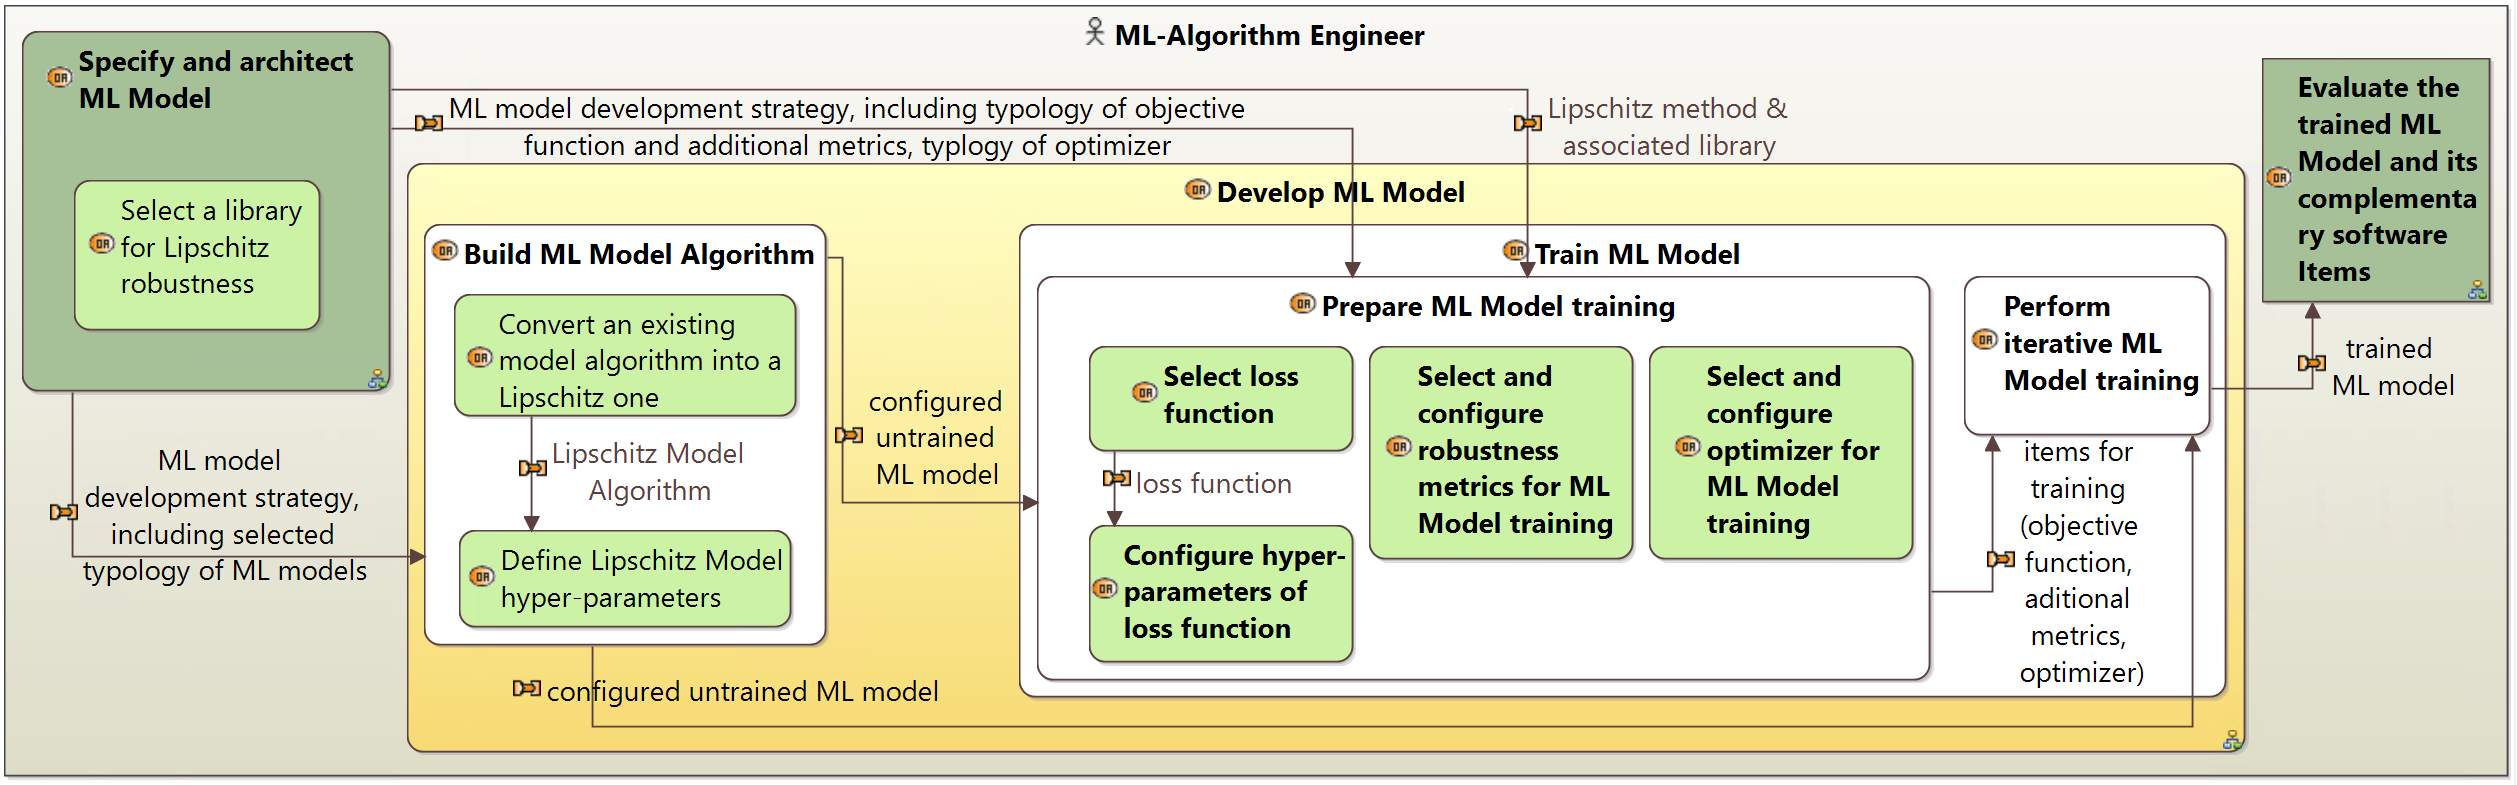 ML-Algorithm Engineer
Specify and architect
ML Model
Select a library
for Lipschitz
robustness
ML model development strategy, including typology of objective
function and additional metrics, typlogy of optimizer
Lipschitz method &
associated library
Evaluate the
trained ML
Model and its
complementa
ry software
Items
Develop ML Model
Build ML Model Algorithm
Convert an existing
model algorithm into a
Lipschitz one
Lipschitz Model
Algorithm
Define Lipschitz Model
hyper-parameters
ML model
development strategy,
including selected
typology of ML models
configured
untrained
ML model
configured untrained ML model
Train ML Model
Prepare ML Model training
Select loss
function
loss function
Configure hyper-
parameters of
loss function
Select and
configure
robustness
metrics for ML
Model training
Select and
configure
optimizer for
ML Model
training
Perform
iterative ML
Model training
items for
training
(objective
function,
aditional
metrics,
optimizer)
trained
ML model